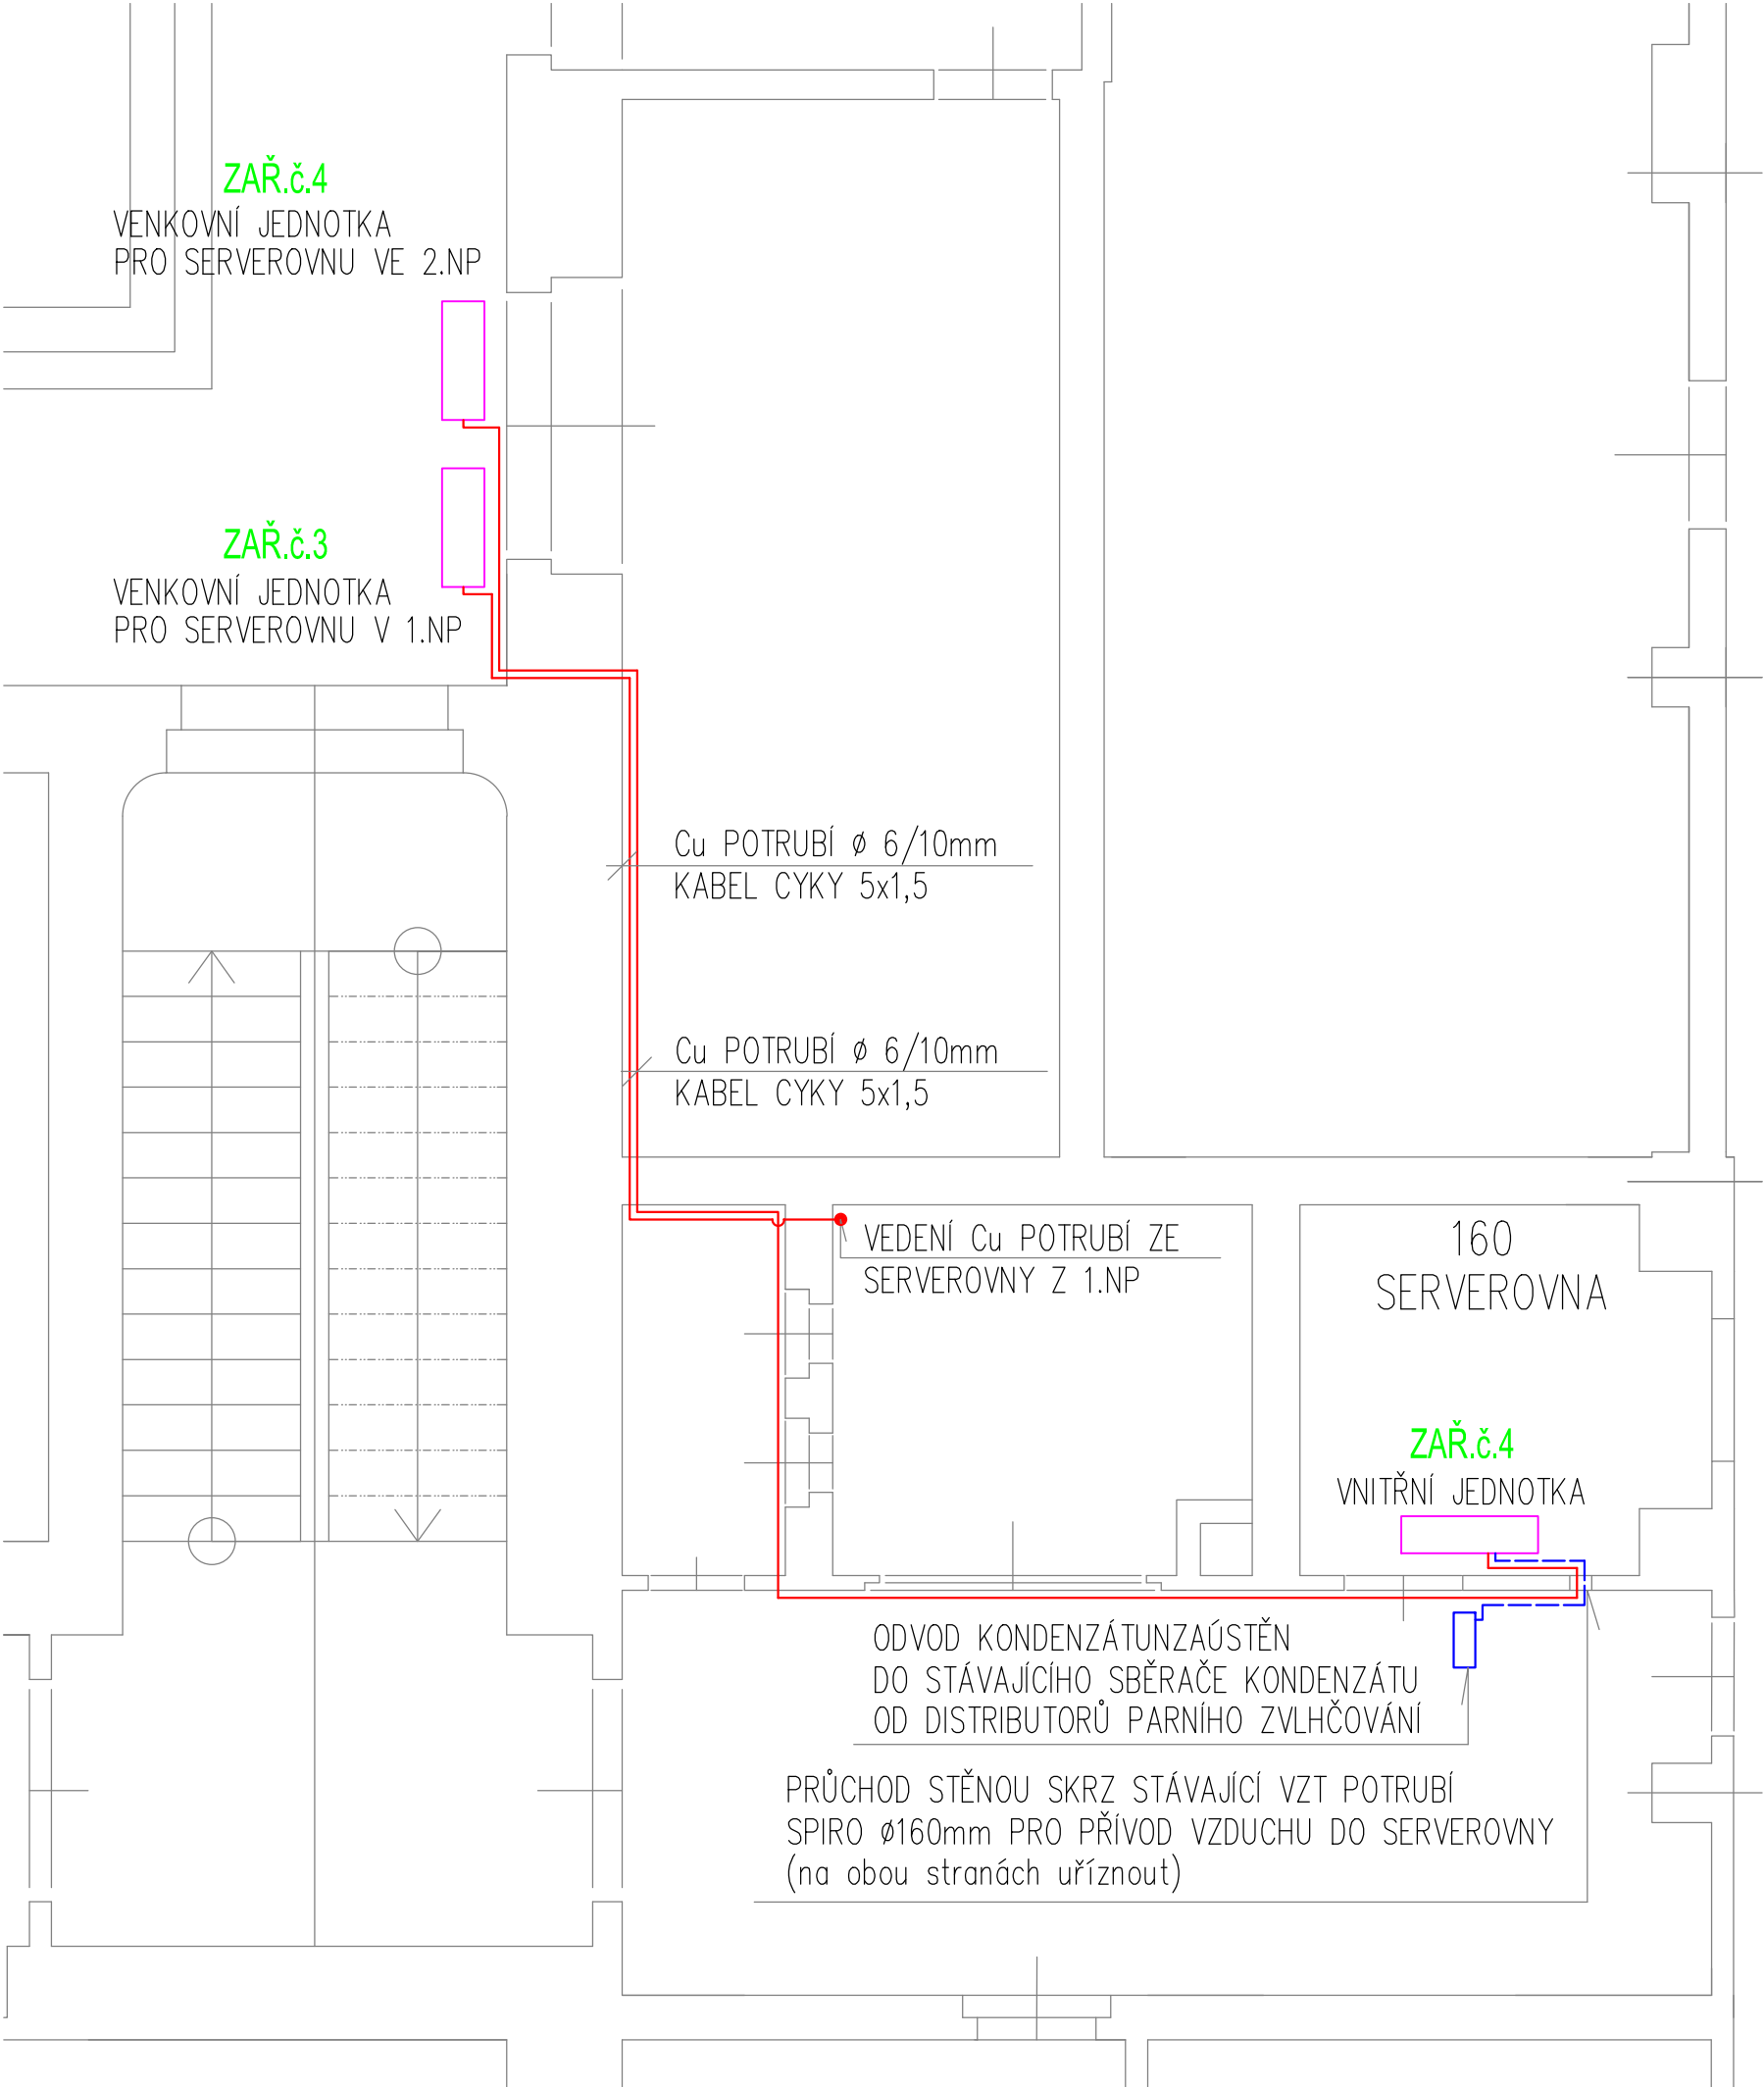 ZAŘ.č.4
VENKOVNÍ JEDNOTKA
PRO SERVEROVNU VE 2.NP
ZAŘ.č.3
VENKOVNÍ JEDNOTKA
PRO SERVEROVNU V 1.NP
Cu POTRUBÍ ø 6/10mm
KABEL CYKY 5x1,5
Cu POTRUBÍ ø 6/10mm
KABEL CYKY 5x1,5
VEDENÍ Cu POTRUBÍ ZE
SERVEROVNY Z 1.NP
160
SERVEROVNA
ZAŘ.č.4
VNITŘNÍ JEDNOTKA
ODVOD KONDENZÁTUNZAÚSTĚN
DO STÁVAJÍCÍHO SBĚRAČE KONDENZÁTU
OD DISTRIBUTORŮ PARNÍHO ZVLHČOVÁNÍ
PRŮCHOD STĚNOU SKRZ STÁVAJÍCÍ VZT POTRUBÍ
SPIRO ø160mm PRO PŘÍVOD VZDUCHU DO SERVEROVNY
(na obou stranách uříznout)